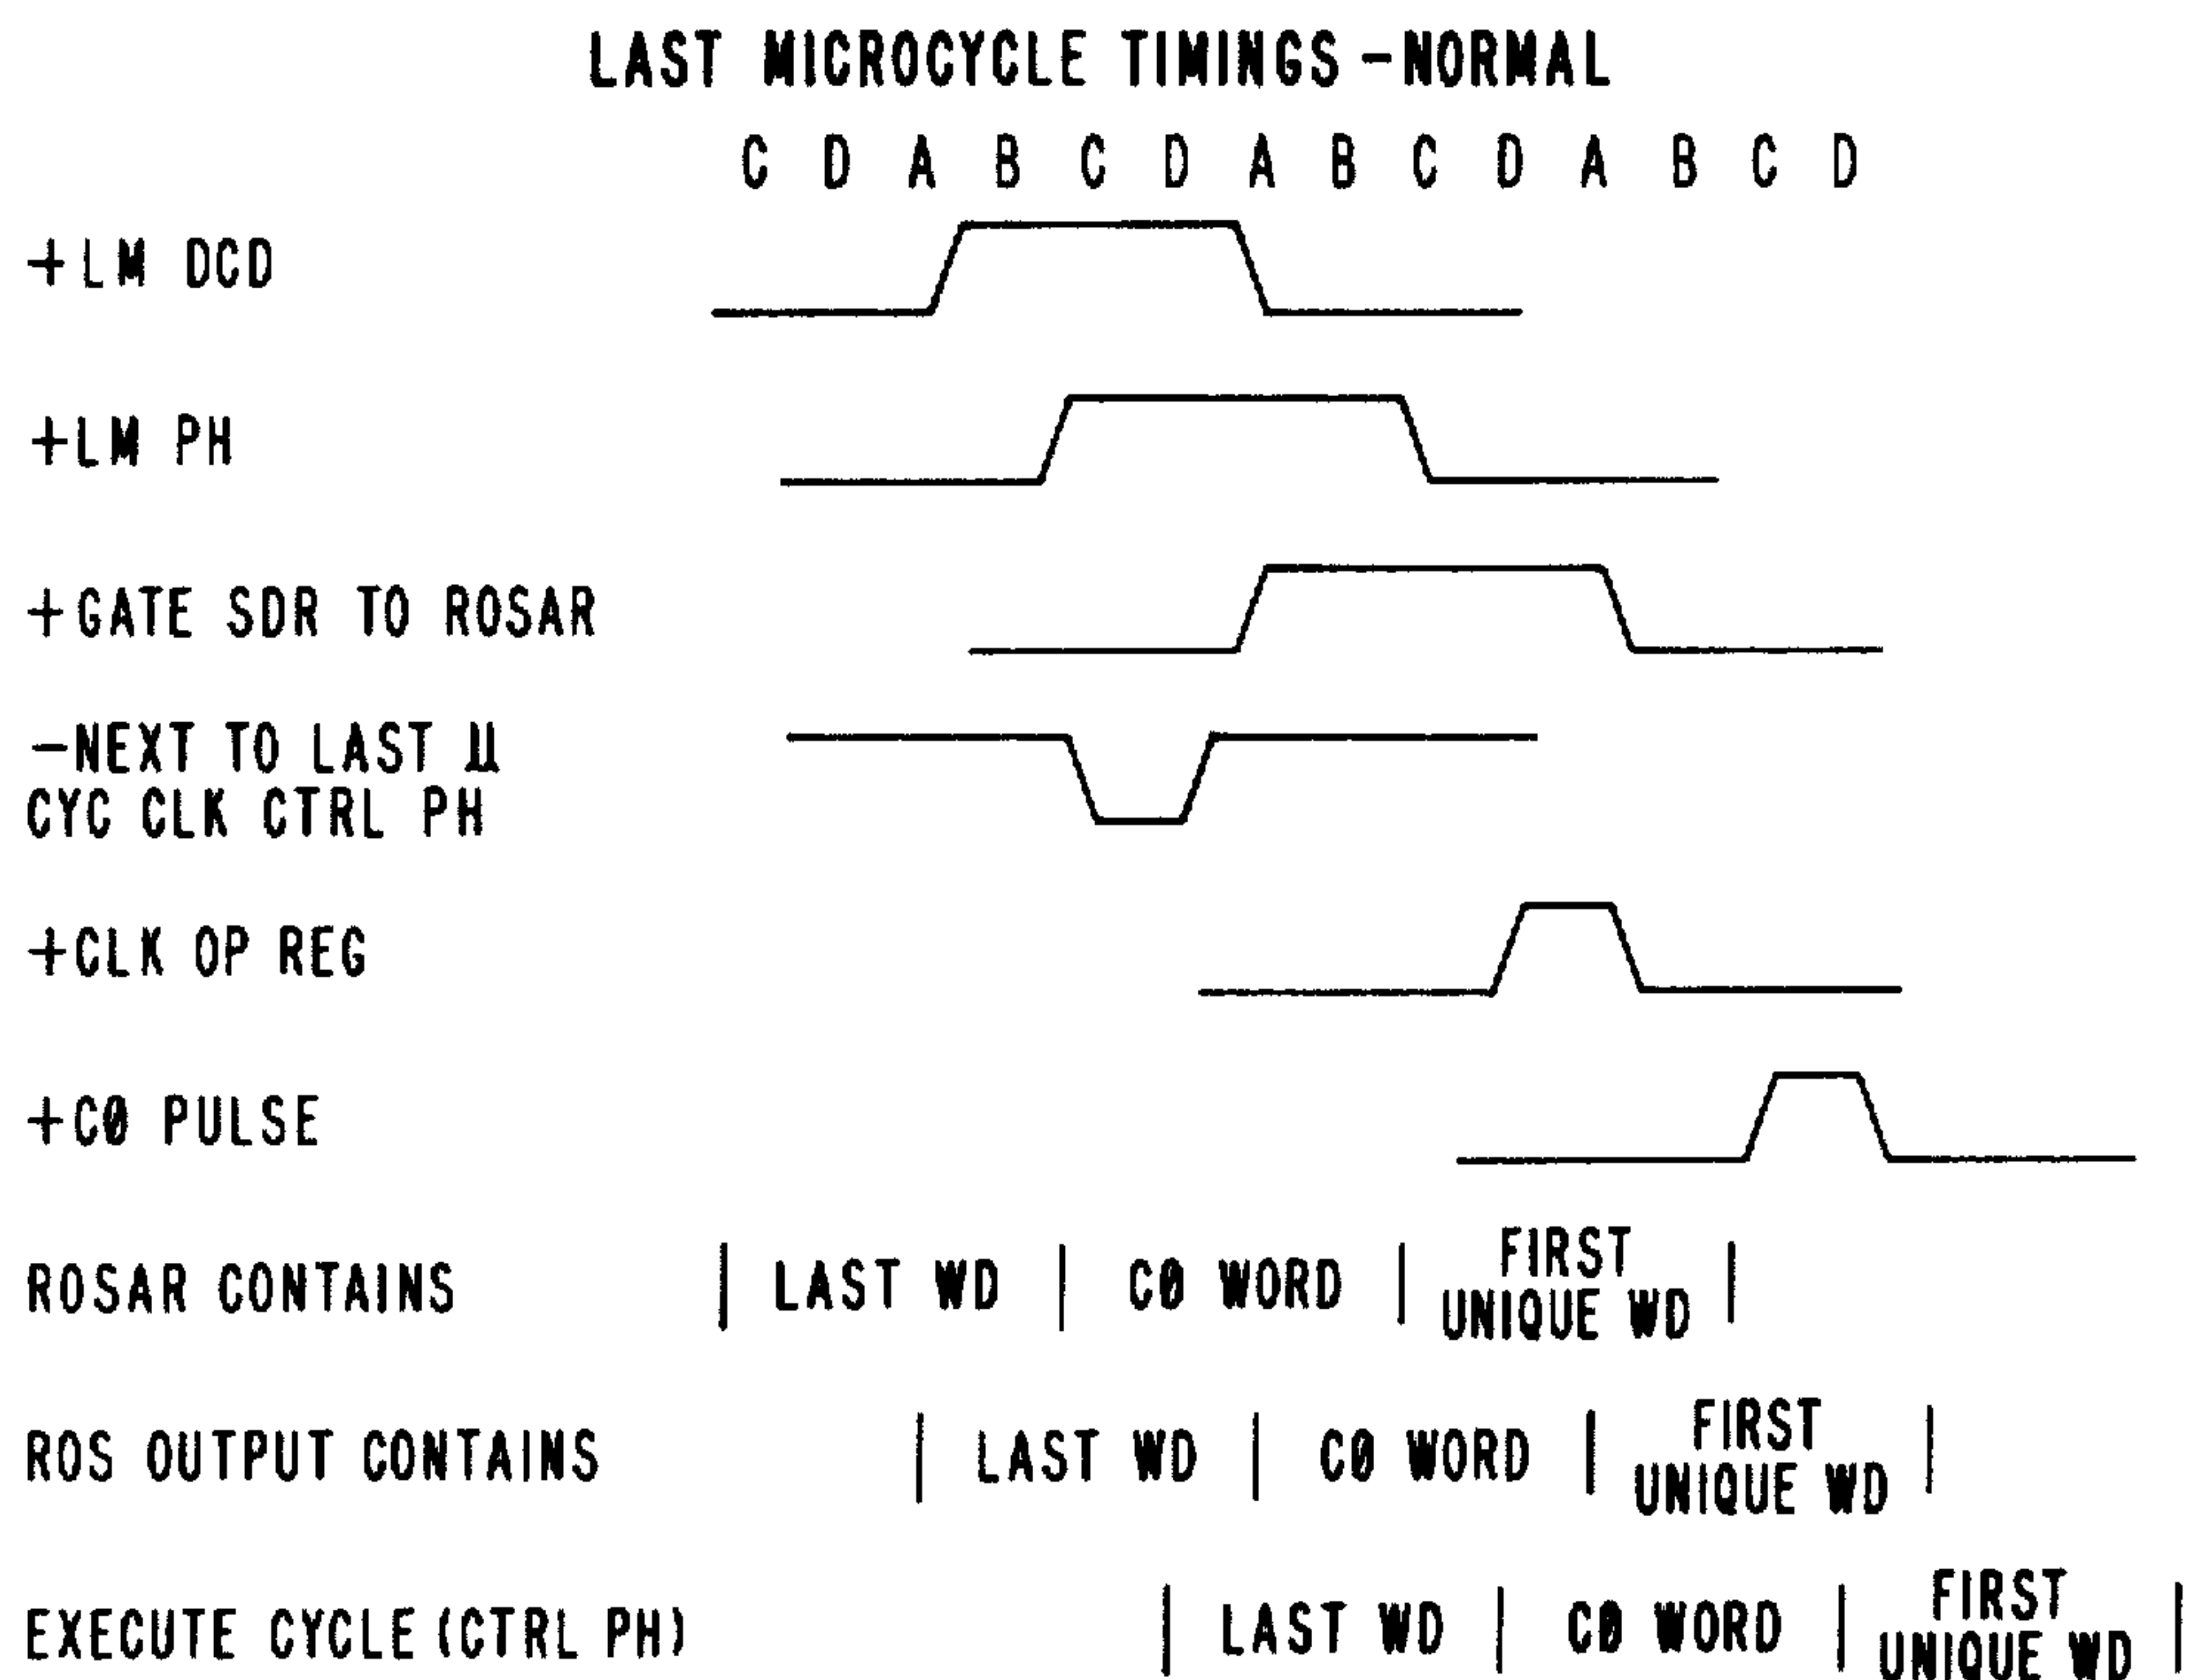 LAST MICROCYCLE TIMINGS -NORMAL
C D A B C D A B C D A B C D
+LM DCD
+LM PH
+GATE SDR TO ROSAR
-NEXT TO LAST μ
CYC CLK CTRL PH
+CLK OP REG
+C0 PULSE
ROSAR CONTAINS | LAST WD | C0 WORD | FIRST
UNIQUE WD |
ROS OUTPUT CONTAINS | LAST WD | C0 WORD | FIRST
UNIQUE WD |
EXECUTE CYCLE (CTRL PH) | LAST WD | C0 WORD | FIRST
UNIQUE WD |